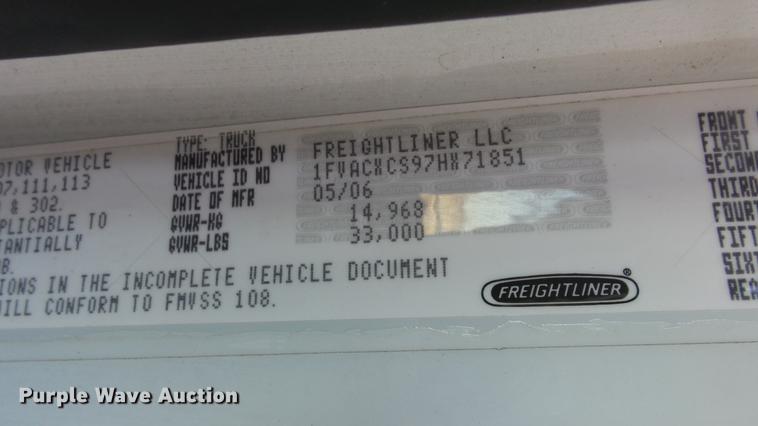 OTOR VEHICLE
07,111,113
& 302.
PLICABLE TO
TANTIALLY
B.
IONS IN THE INCOMPLETE VEHICLE DOCUMENT
WILL CONFORM TO FMVSS 108.
TYPE: TRUCK
MANUFACTURED BY FREIGHTLINER LLC
VEHICLE ID NO 1FVACXCS97HX71851
DATE OF MFR 05/06
GVWR-KG 14,968
GVWR-LBS 33,000
FREIGHTLINER®
FRONT
FIRST
SECOND
THIRD
FOURT
FIFT
SIXT
REA
Purple Wave Auction